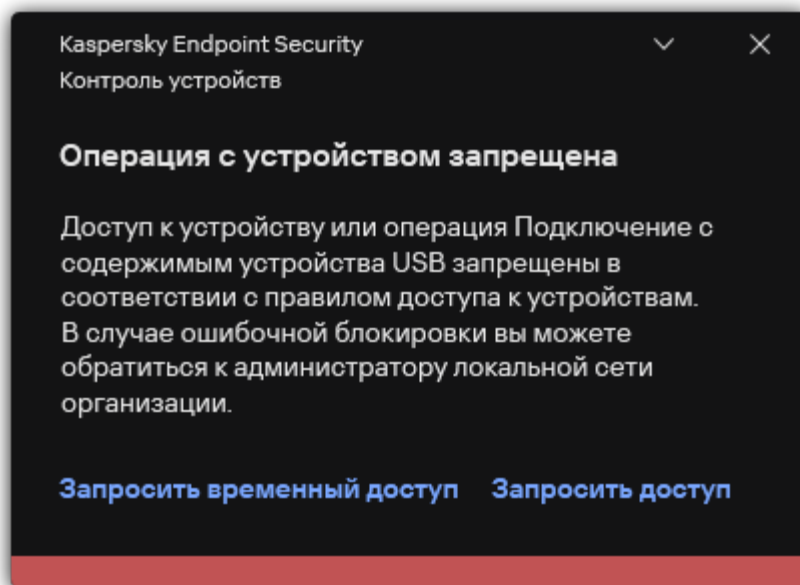 Kaspersky Endpoint Security
Контроль устройств
Операция с устройством запрещена
Доступ к устройству или операция Подключение с
содержимым устройства USB запрещены в
соответствии с правилом доступа к устройствам.
В случае ошибочной блокировки вы можете
обратиться к администратору локальной сети
организации.
Запросить временный доступ Запросить доступ